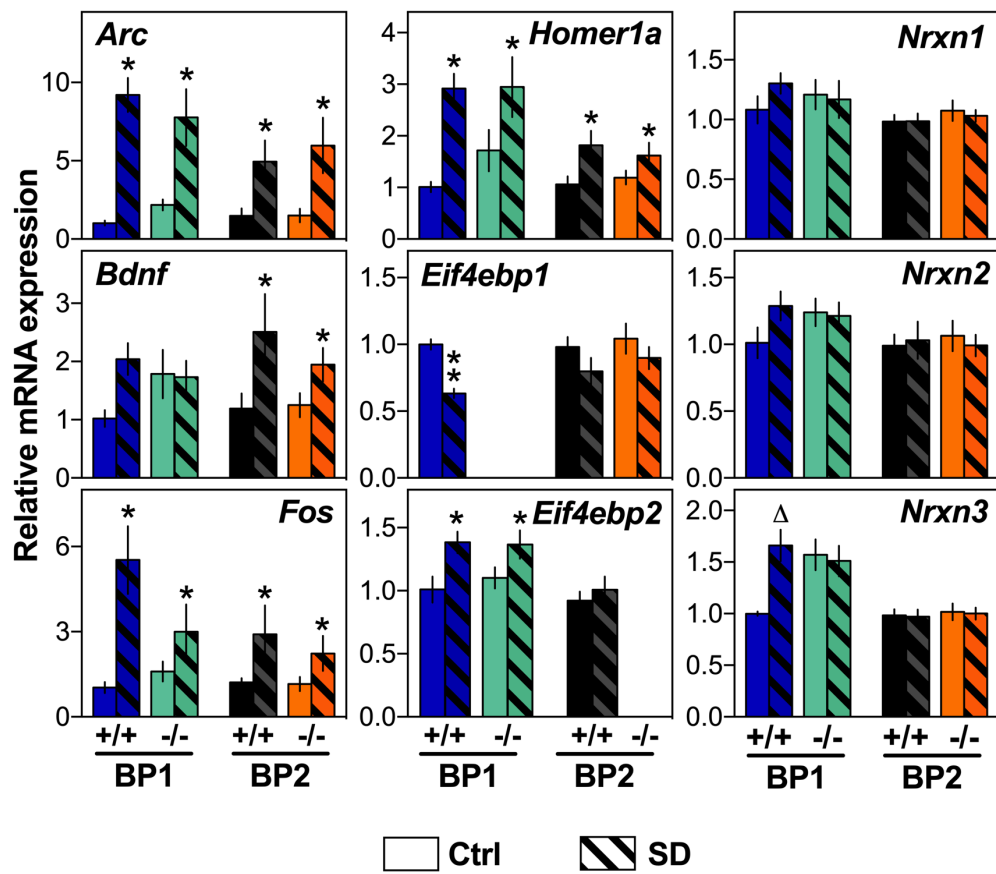 Relative mRNA expression
Arc
10
5
0
* * * *
Homer1a
4
3
2
1
0
* * * *
Nrxn1
1.5
1.0
0.5
0.0
Bdnf
3
2
1
0
* *
Eif4ebp1
1.5
1.0
0.5
0.0
**
Nrxn2
1.5
1.0
0.5
0.0
Fos
6
3
0
* * * *
Eif4ebp2
1.5
1.0
0.5
0.0
* *
Nrxn3
2.0
1.5
1.0
0.5
0.0
Δ
+/+ -/- +/+ -/-
BP1 BP2
+/+ -/- +/+ -/-
BP1 BP2
+/+ -/- +/+ -/-
BP1 BP2
Ctrl SD